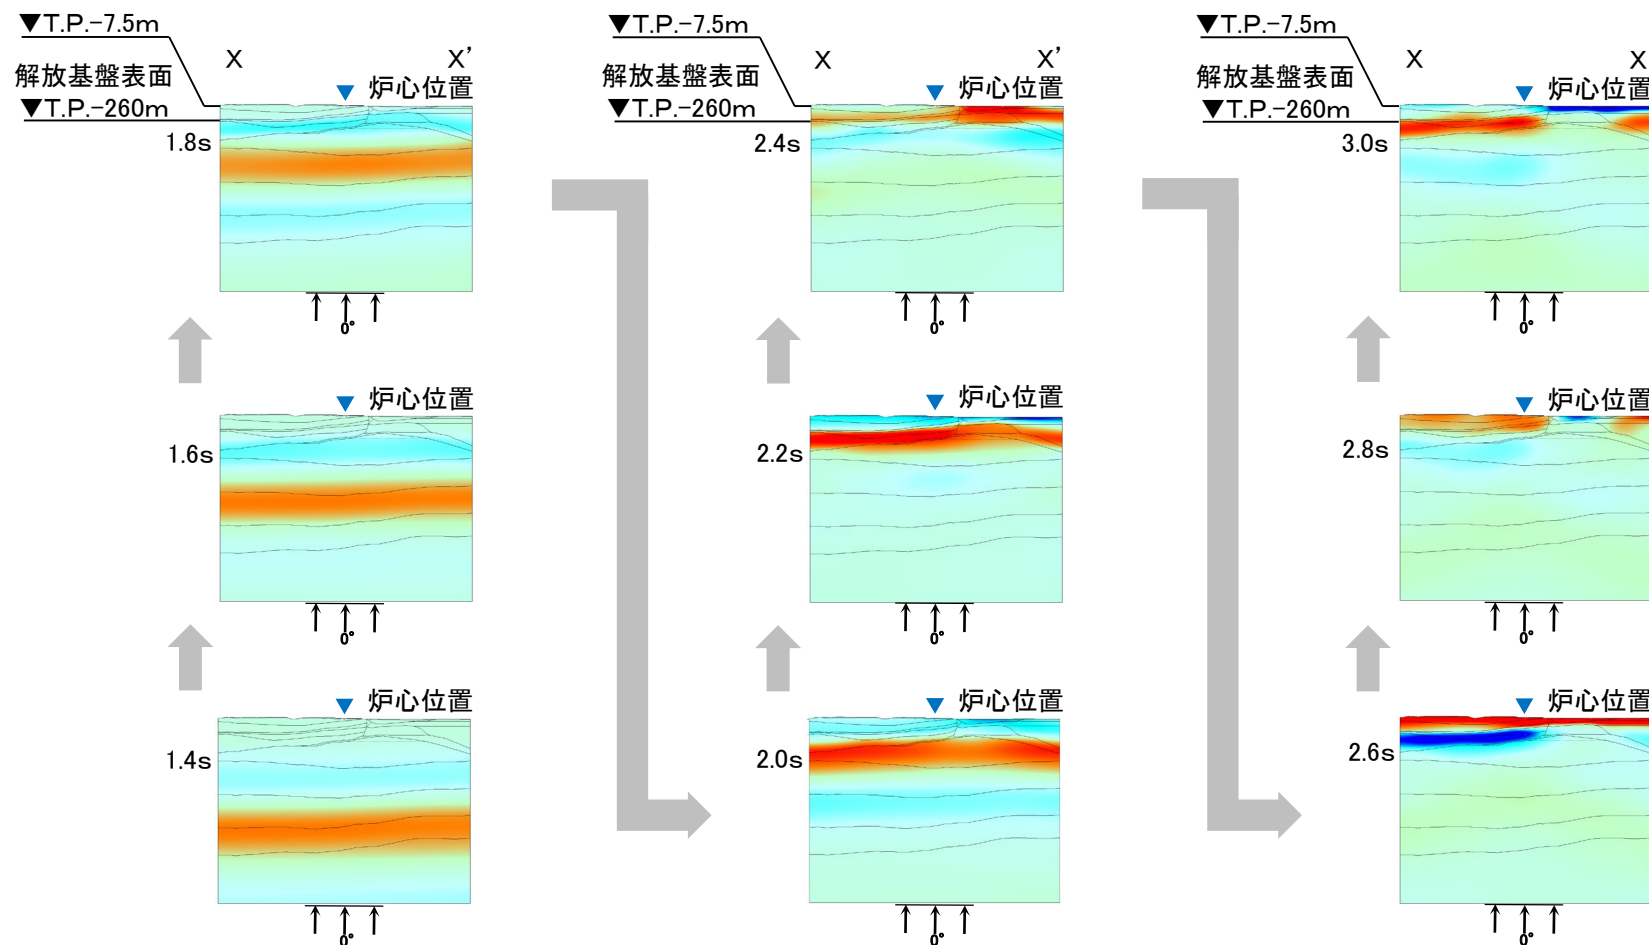 ▼T.P.-7.5m
X X'
解放基盤表面
炉心位置
▼T.P.-260m
1.8s
0°
炉心位置
1.6s
0°
炉心位置
1.4s
0°
▼T.P.-7.5m
X X'
解放基盤表面
炉心位置
▼T.P.-260m
2.4s
0°
炉心位置
2.2s
0°
炉心位置
2.0s
0°
▼T.P.-7.5m
X X
解放基盤表面
炉心位置
▼T.P.-260m
3.0s
0°
炉心位置
2.8s
0°
炉心位置
2.6s
0°